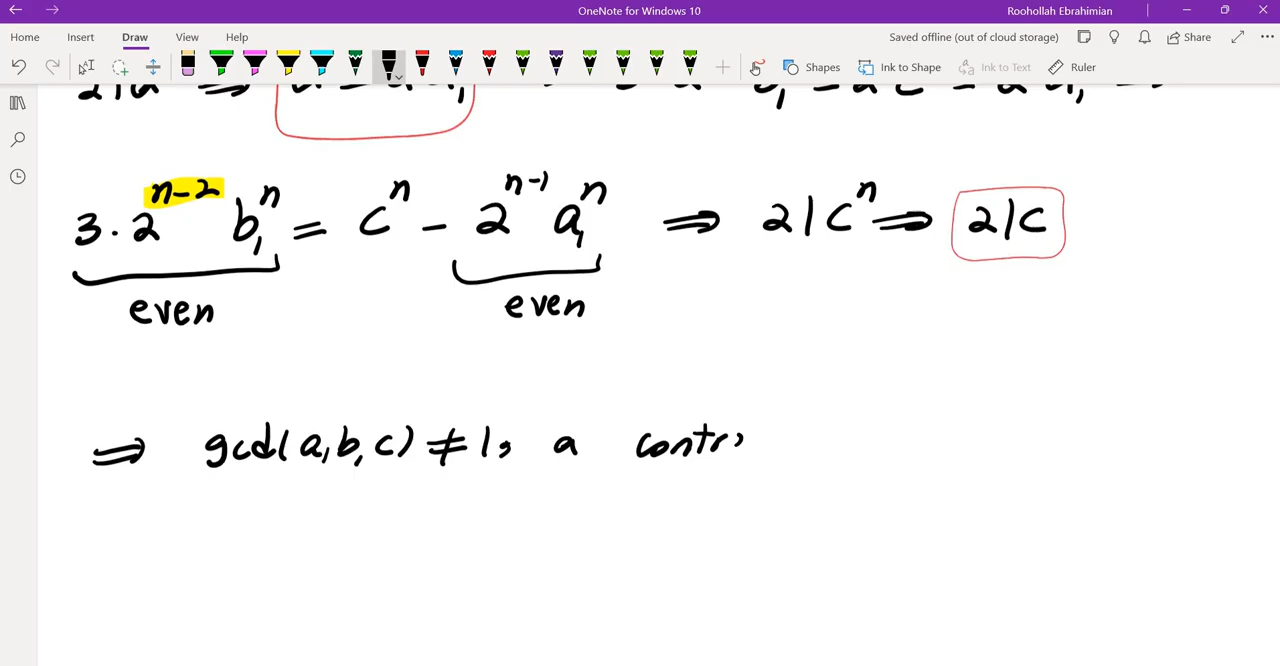 OneNote for Windows 10
Roohollah Ebrahimian
Home Insert Draw View Help
Saved offline (out of cloud storage)
Share
Shapes
Ink to Shape
Ink to Text
Ruler
3 · 2^{n-2} b_1^n = c^n - 2^{n-1} a_1^n ⟹ 2|c^n ⟹ 2|c
even even
⟹ gcd(a, b, c) ≠ 1, a contr